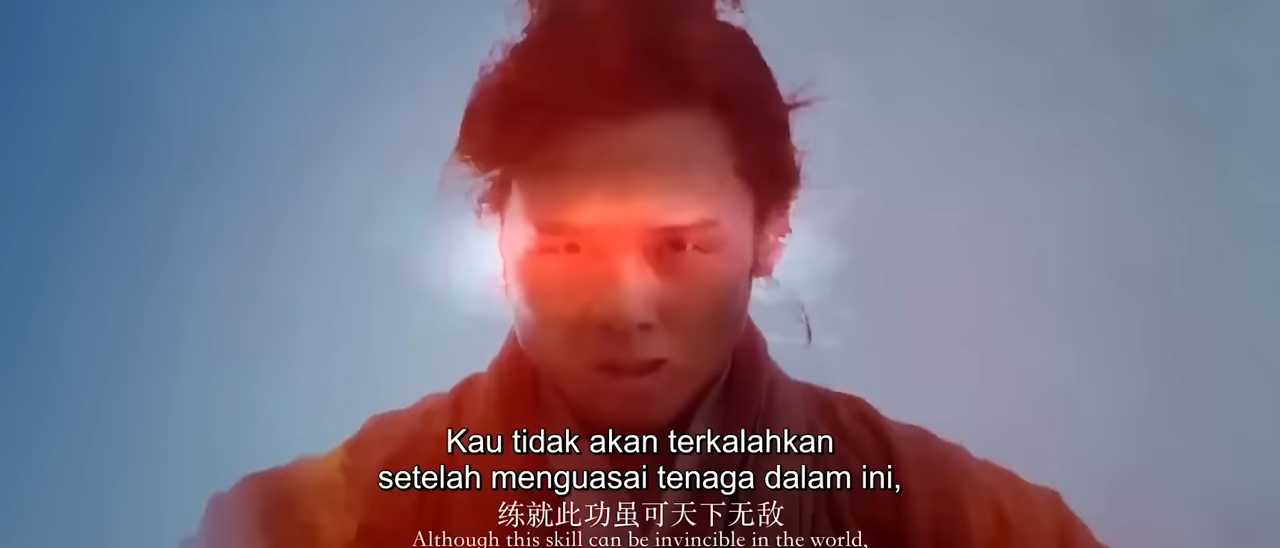 Kau tidak akan terkalahkan
setelah menguasai tenaga dalam ini,
练就此功虽可天下无敌
Although this skill can be invincible in the world,